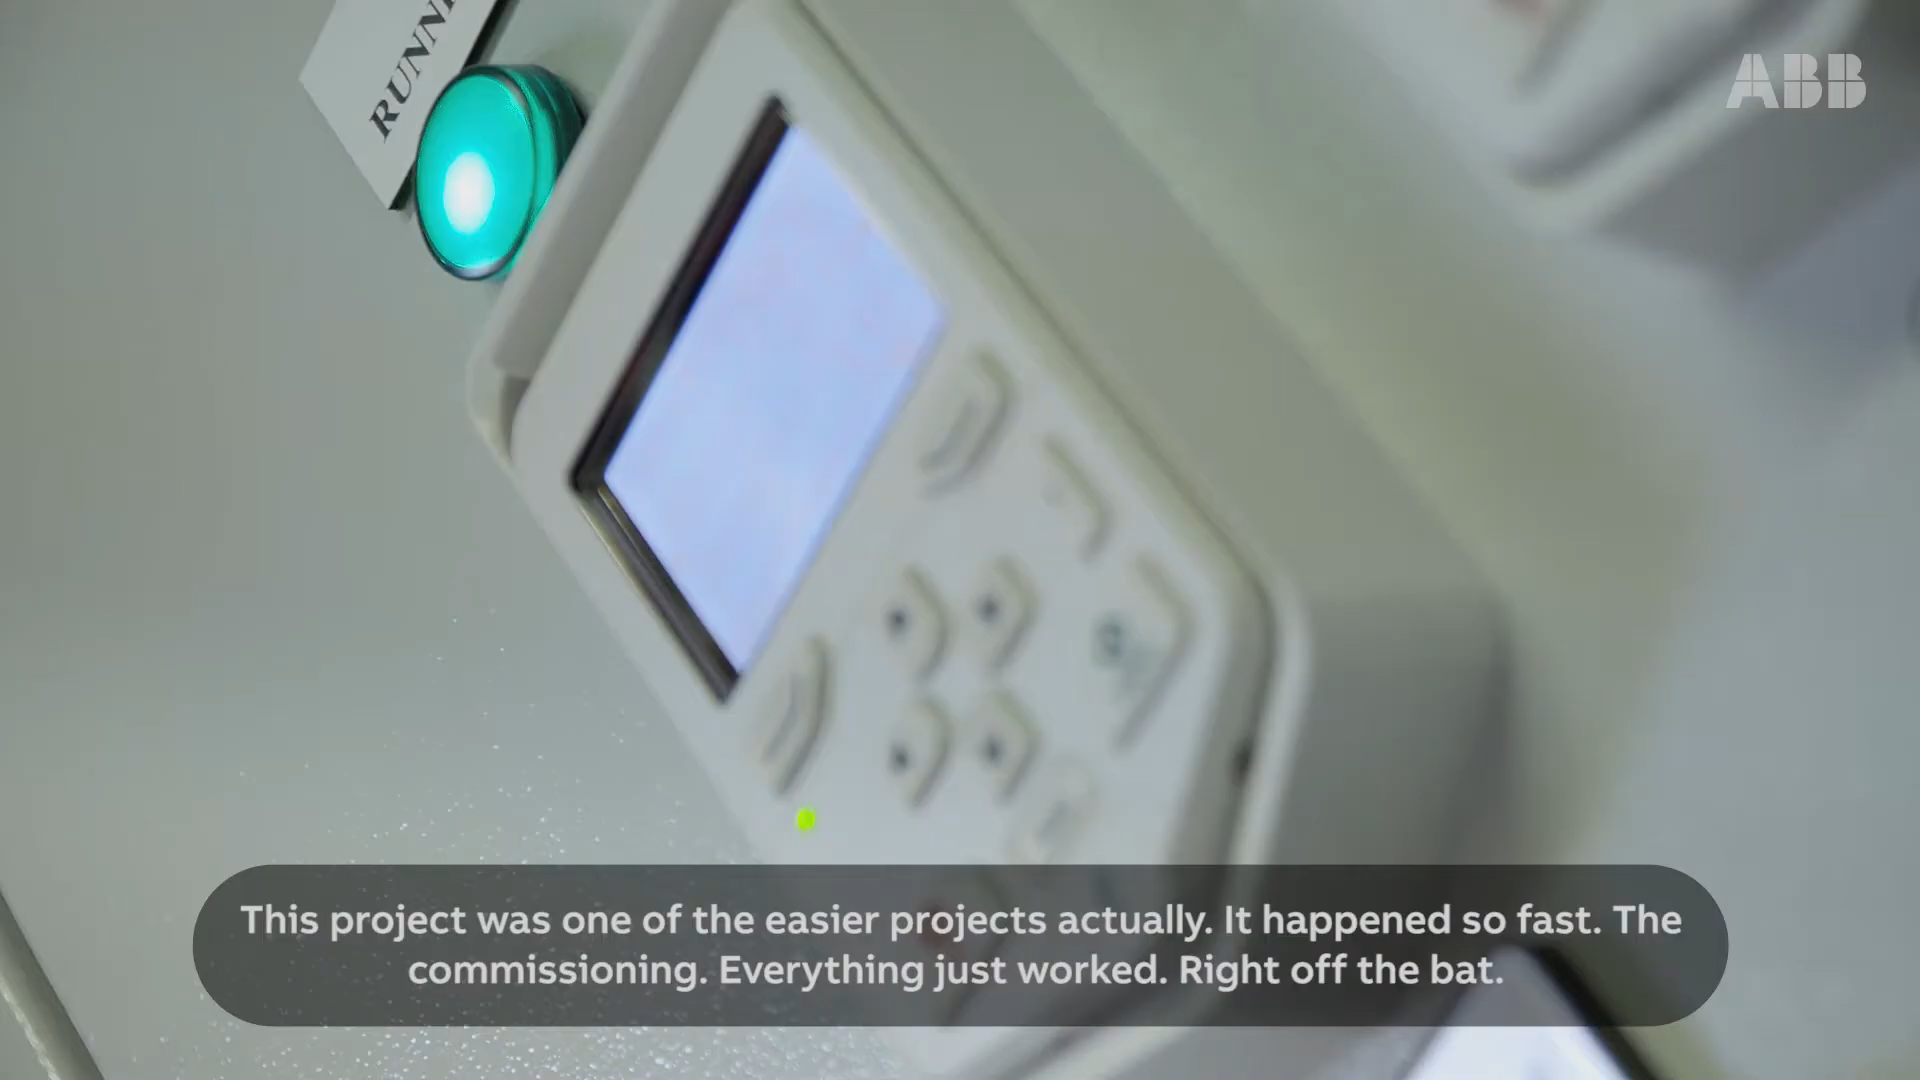 RUNN
ABB
This project was one of the easier projects actually. It happened so fast. The
commissioning. Everything just worked. Right off the bat.